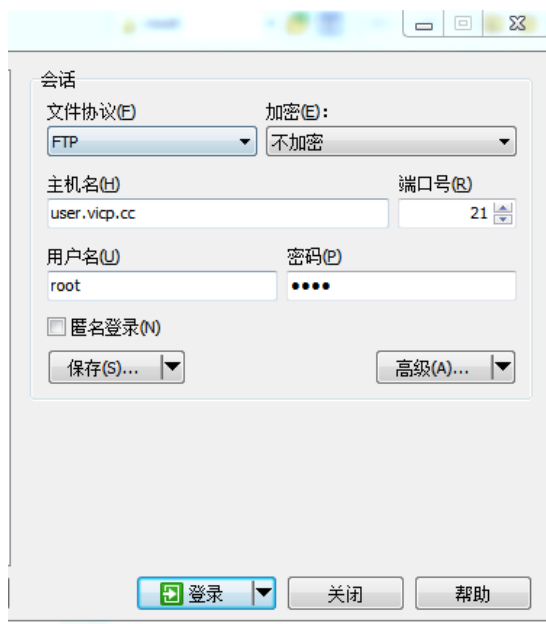 会话
文件协议(F) 加密(E):
FTP 不加密
主机名(H) 端口号(R)
user.vicp.cc 21
用户名(U) 密码(P)
root ●●●●
匿名登录(N)
保存(S)... 高级(A)...
登录 关闭 帮助